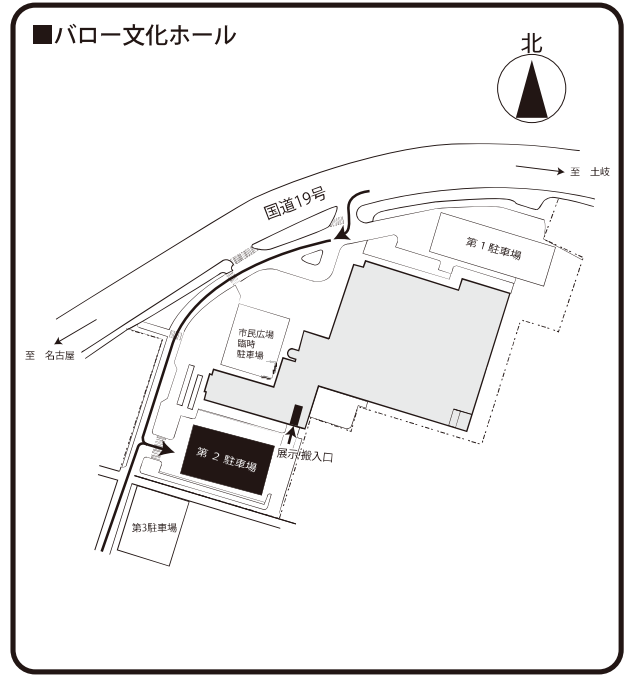 ■バロー文化ホール
北
至 土岐
国道19号
第１駐車場
市民広場
臨時
駐車場
至 名古屋
展示搬入口
第２駐車場
第3駐車場